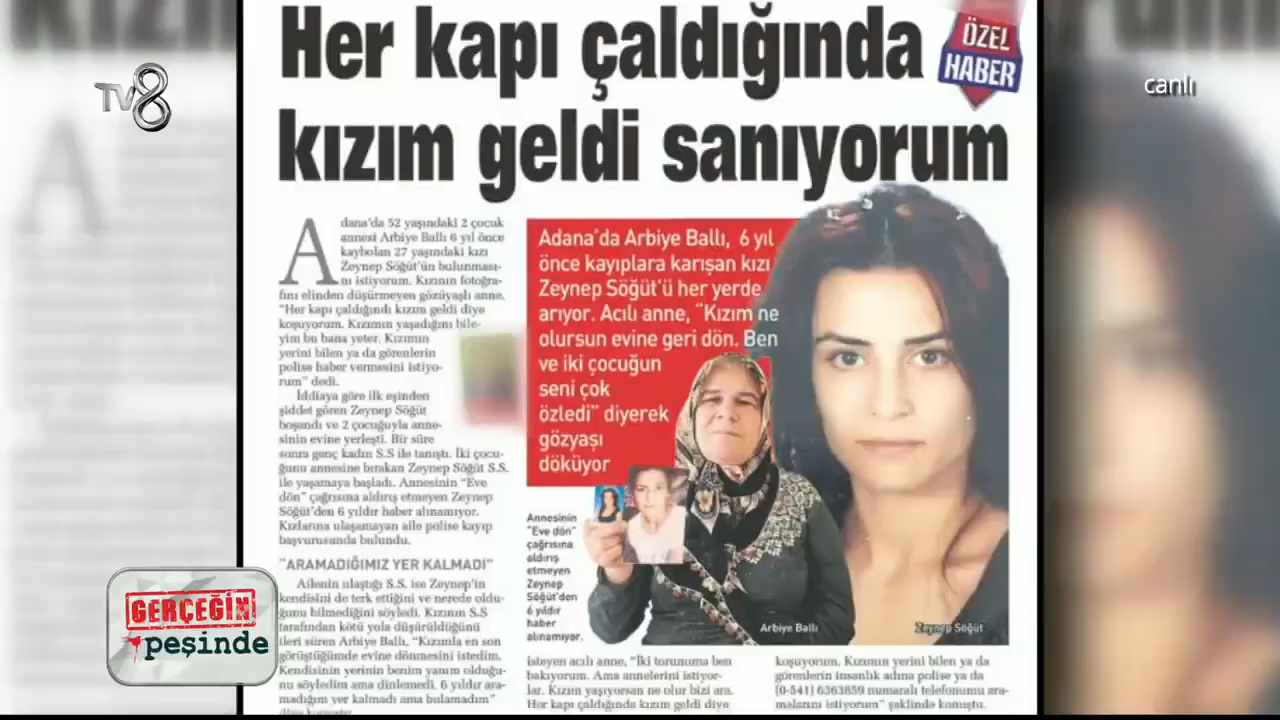 Her kapı çaldığında
kızım geldi sanıyorum
ÖZEL
HABER
TV8
canlı
Adana'da 52 yaşındaki 2 çocuk
annesi Arbiye Ballı 6 yıl önce
kaybolan 27 yaşındaki kızı
Zeynep Söğüt'ün bulunması-
nı istiyorum. Kızının fotoğra-
fını elinden düşürmeyen gözüyaşlı anne,
"Her kapı çaldığındı kızım geldi diye
koşuyorum. Kızımın yaşadığını bile-
yim bu bana yeter. Kızımın
yerini bilen ya da görenlerin
polise haber vermesini istiyo-
rum" dedi.
İddiaya göre ilk eşinden
şiddet gören Zeynep Söğüt
boşandı ve 2 çocuğuyla anne-
sinin evine yerleşti. Bir süre
sonra genç kadın S.S ile tanıştı. İki çocu-
ğunu annesine bırakan Zeynep Söğüt S.S.
ile yaşamaya başladı. Annesinin "Eve
dön" çağrısına aldırış etmeyen Zeynep
Söğüt'den 6 yıldır haber alınamıyor.
Kızlarına ulaşamayan aile polise kayıp
başvurusunda bulundu.
"ARAMADIĞIMIZ YER KALMADI"
Ailenin ulaştığı S.S. ise Zeynep'in
kendisini de terk ettiğini ve nerede oldu-
ğunu bilmediğini söyledi. Kızının S.S
tarafından kötü yola düşürüldüğünü
ileri süren Arbiye Ballı, "Kızımla en son
görüştüğümde evine dönmesini istedim.
Kendisinin yerinin benim yanım olduğu-
nu söyledim ama dinlemedi. 6 yıldır ara-
madığım yer kalmadı ama bulamadım"
Adana'da Arbiye Ballı, 6 yıl
önce kayıplara karışan kızı
Zeynep Söğüt'ü her yerde
arıyor. Acılı anne, "Kızım ne
olursun evine geri dön. Ben
ve iki çocuğun
seni çok
özledi" diyerek
gözyaşı
döküyor
Annesinin
"Eve dön"
çağrısına
aldırış
etmeyen
Zeynep
Söğüt'den
6 yıldır
haber
alınamıyor.
Arbiye Ballı
Zeynep Söğüt
isteyen acılı anne, "İki torunuma ben
bakıyorum. Ama annelerini istiyor-
lar. Kızım yaşıyorsan ne olur bizi ara.
Her kapı çaldığında kızım geldi diye
koşuyorum. Kızımın yerini bilen ya da
görenlerin insanlık adına polise ya da
(0-541) 6363859 numaralı telefonumu ara-
malarını istiyorum" şeklinde konuştu.
GERÇEĞİN
peşinde